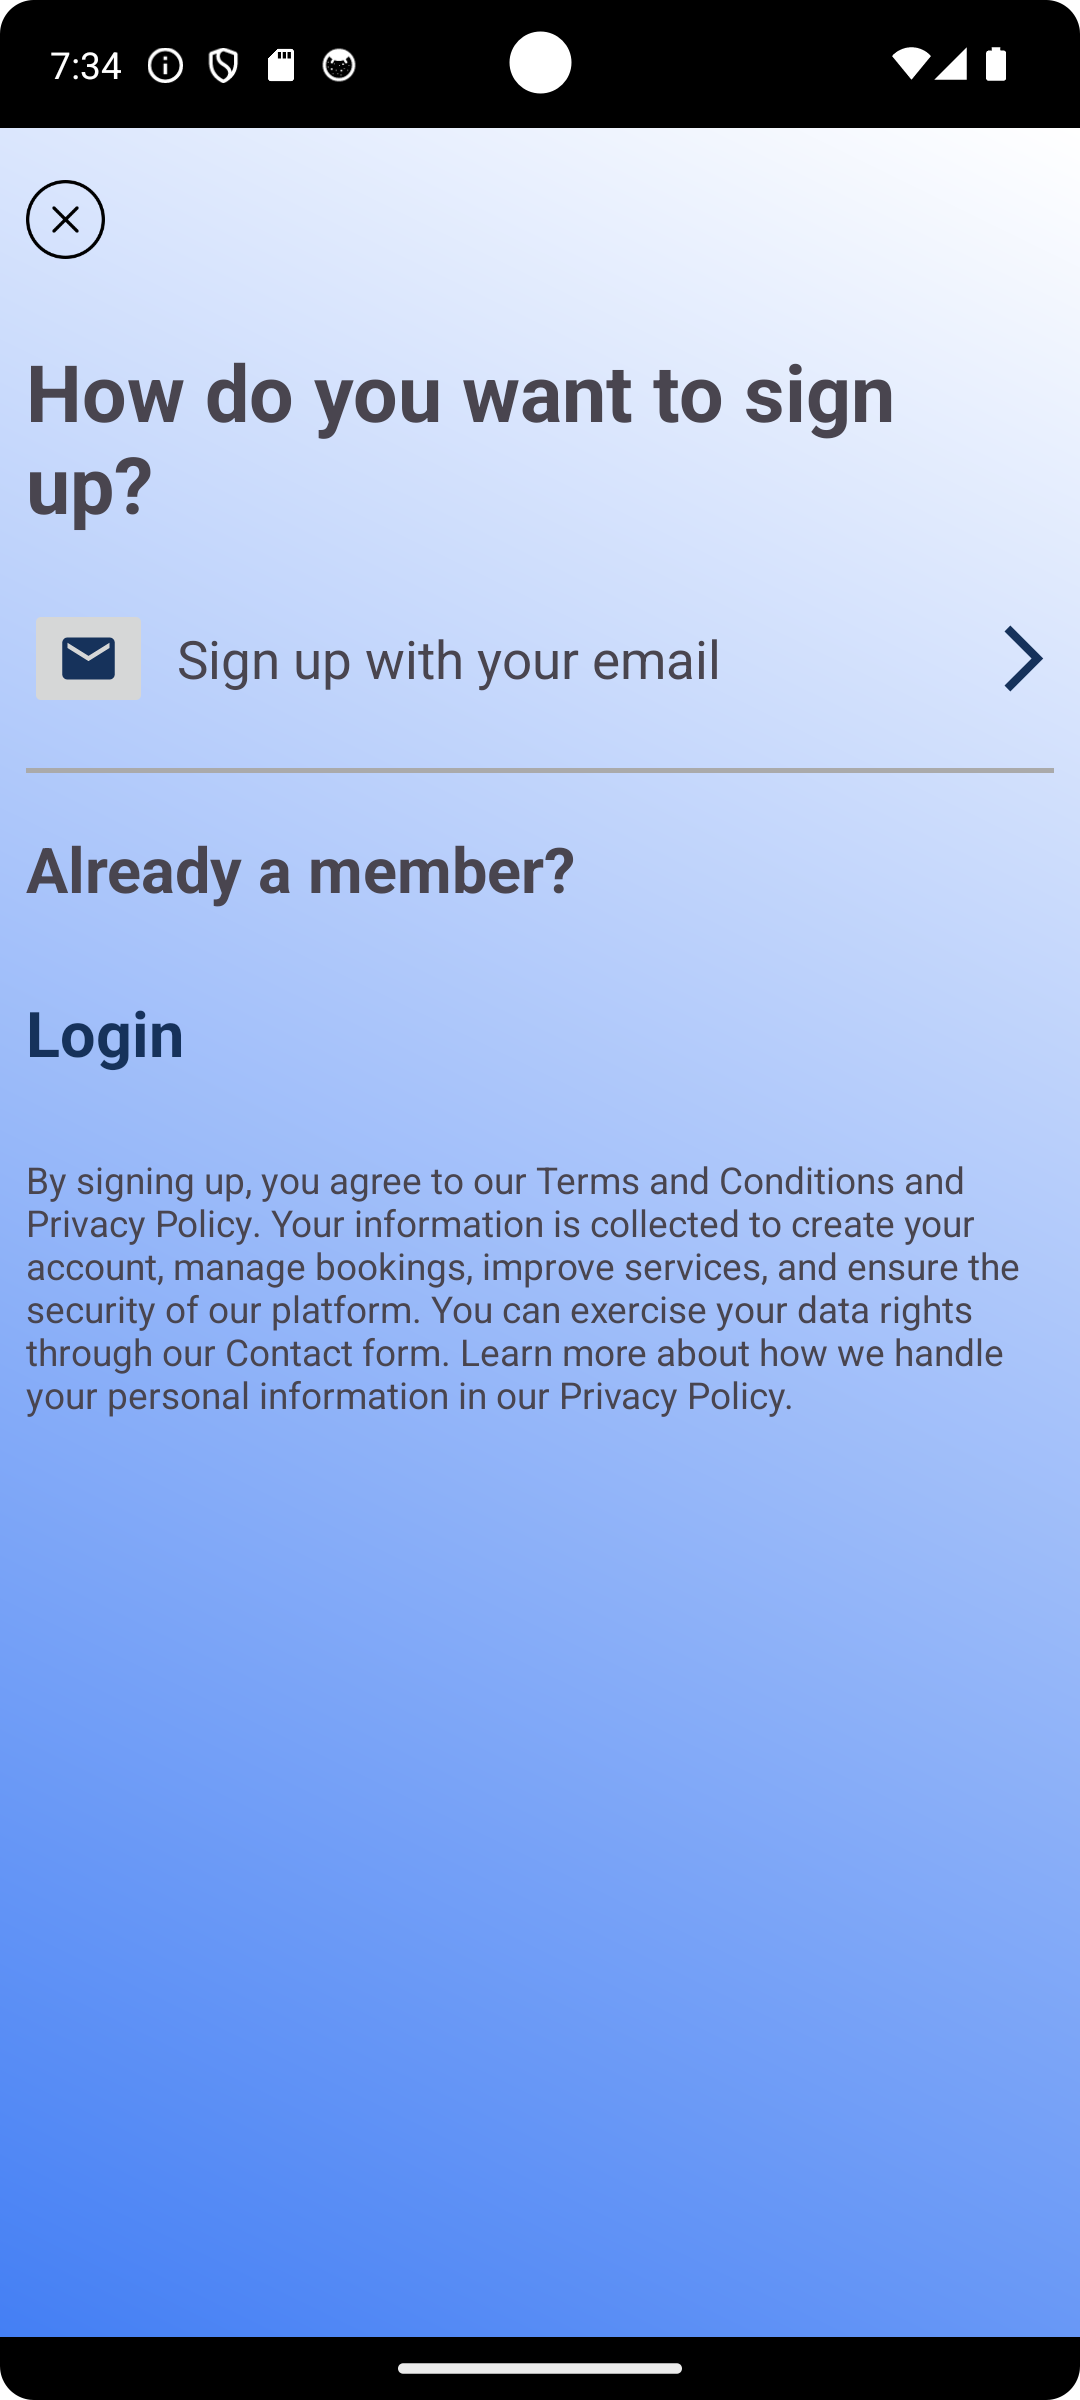 7:34
How do you want to sign
up?
Sign up with your email
Already a member?
Login
By signing up, you agree to our Terms and Conditions and
Privacy Policy. Your information is collected to create your
account, manage bookings, improve services, and ensure the
security of our platform. You can exercise your data rights
through our Contact form. Learn more about how we handle
your personal information in our Privacy Policy.